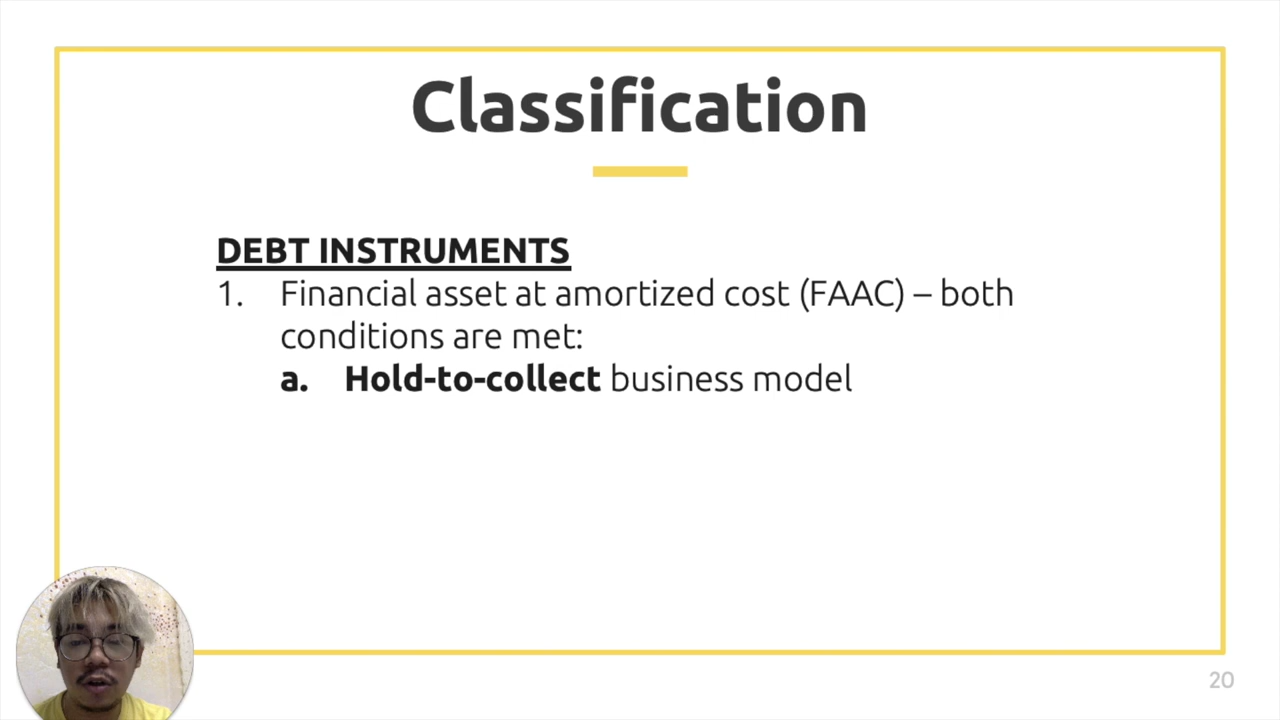 Classification
DEBT INSTRUMENTS
1. Financial asset at amortized cost (FAAC) – both
conditions are met:
a. Hold-to-collect business model
20